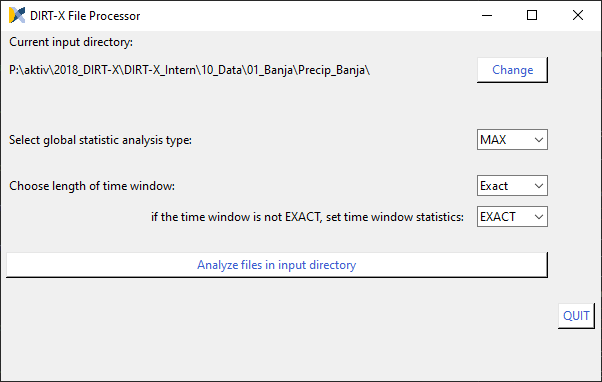 DIRT-X File Processor
Current input directory:
P:\aktiv\2018_DIRT-X\DIRT-X_Intern\10_Data\01_Banja\Precip_Banja\
Change
Select global statistic analysis type:
MAX
Choose length of time window:
Exact
if the time window is not EXACT, set time window statistics:
EXACT
Analyze files in input directory
QUIT